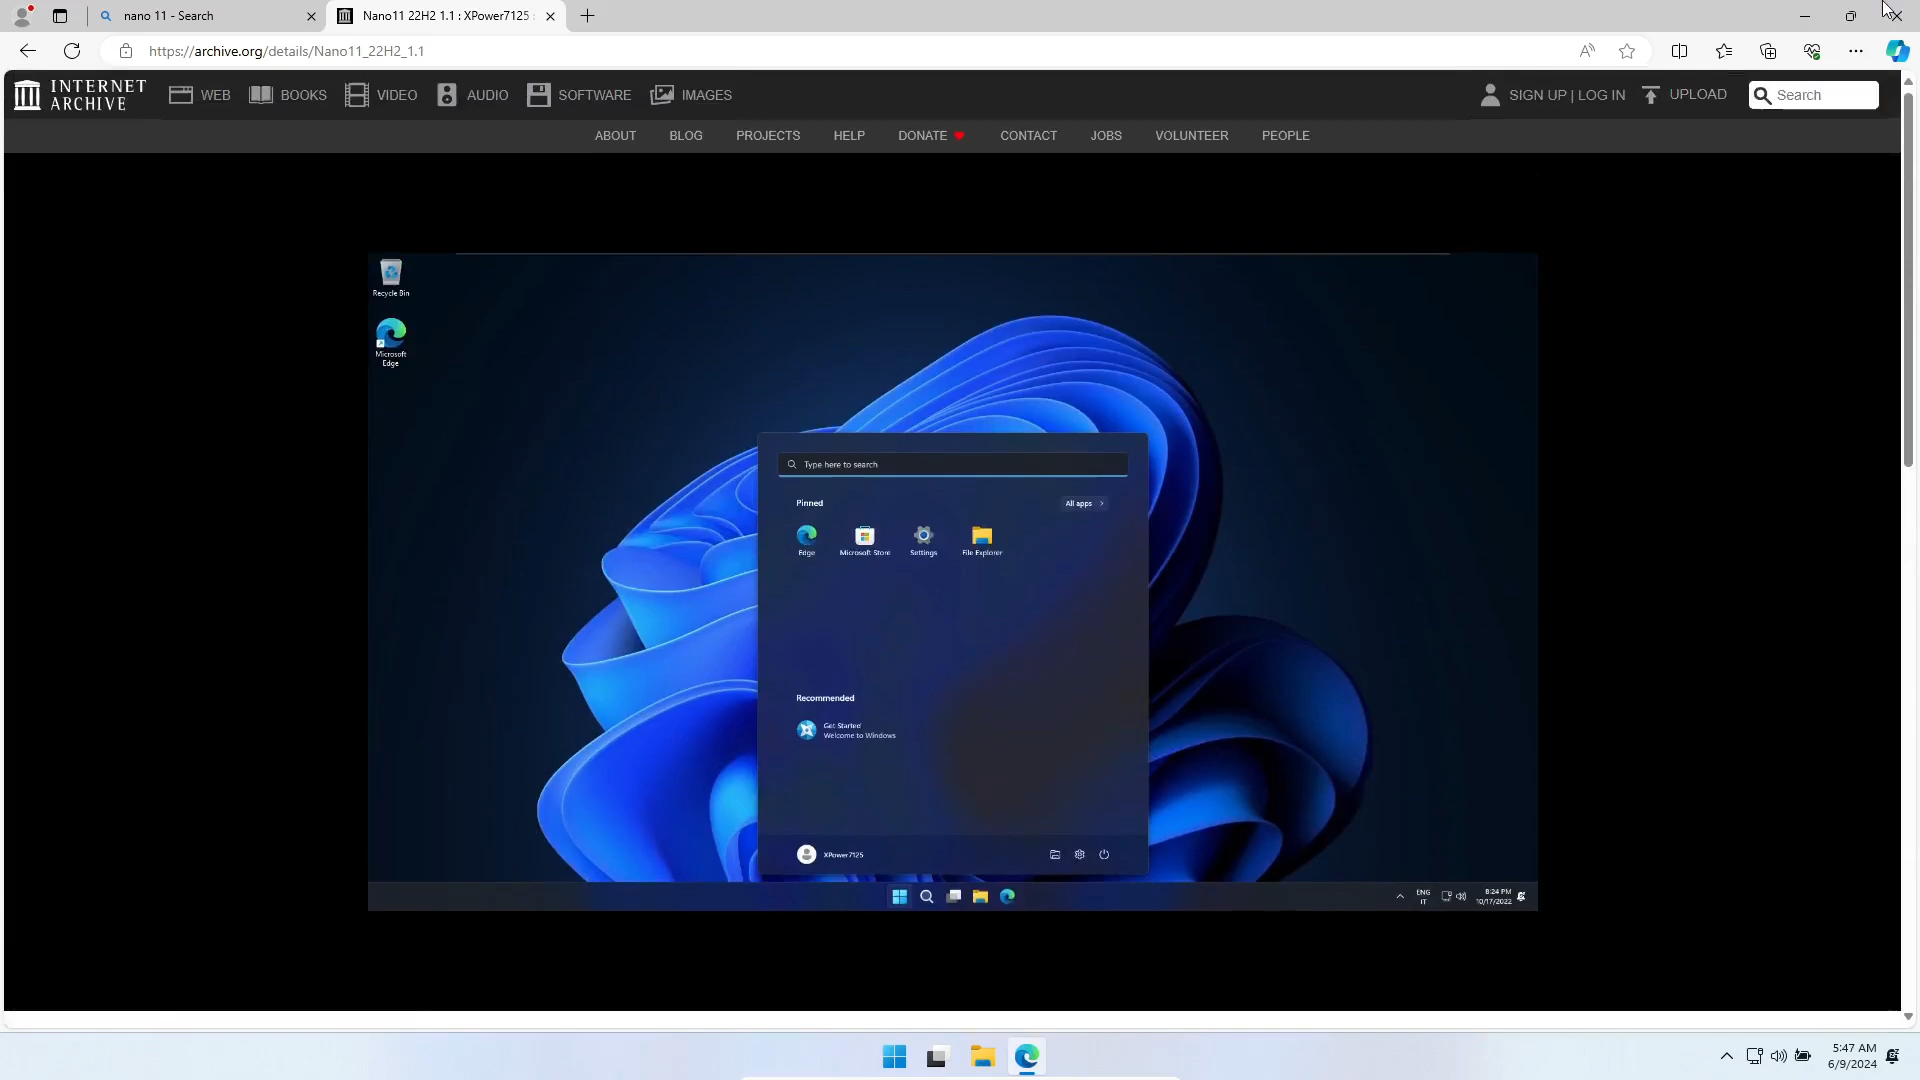 nano 11 - Search
Nano11 22H2 1.1 : XPower7125 :
https://archive.org/details/Nano11_22H2_1.1
INTERNET
ARCHIVE
WEB
BOOKS
VIDEO
AUDIO
SOFTWARE
IMAGES
SIGN UP | LOG IN
UPLOAD
Search
ABOUT
BLOG
PROJECTS
HELP
DONATE
CONTACT
JOBS
VOLUNTEER
PEOPLE
Recycle Bin
Microsoft
Edge
Type here to search
Pinned
All apps >
Edge
Microsoft Store
Settings
File Explorer
Recommended
Get Started
Welcome to Windows
XPower7125
ENG
IT
8:24 PM
10/17/2022
5:47 AM
6/9/2024